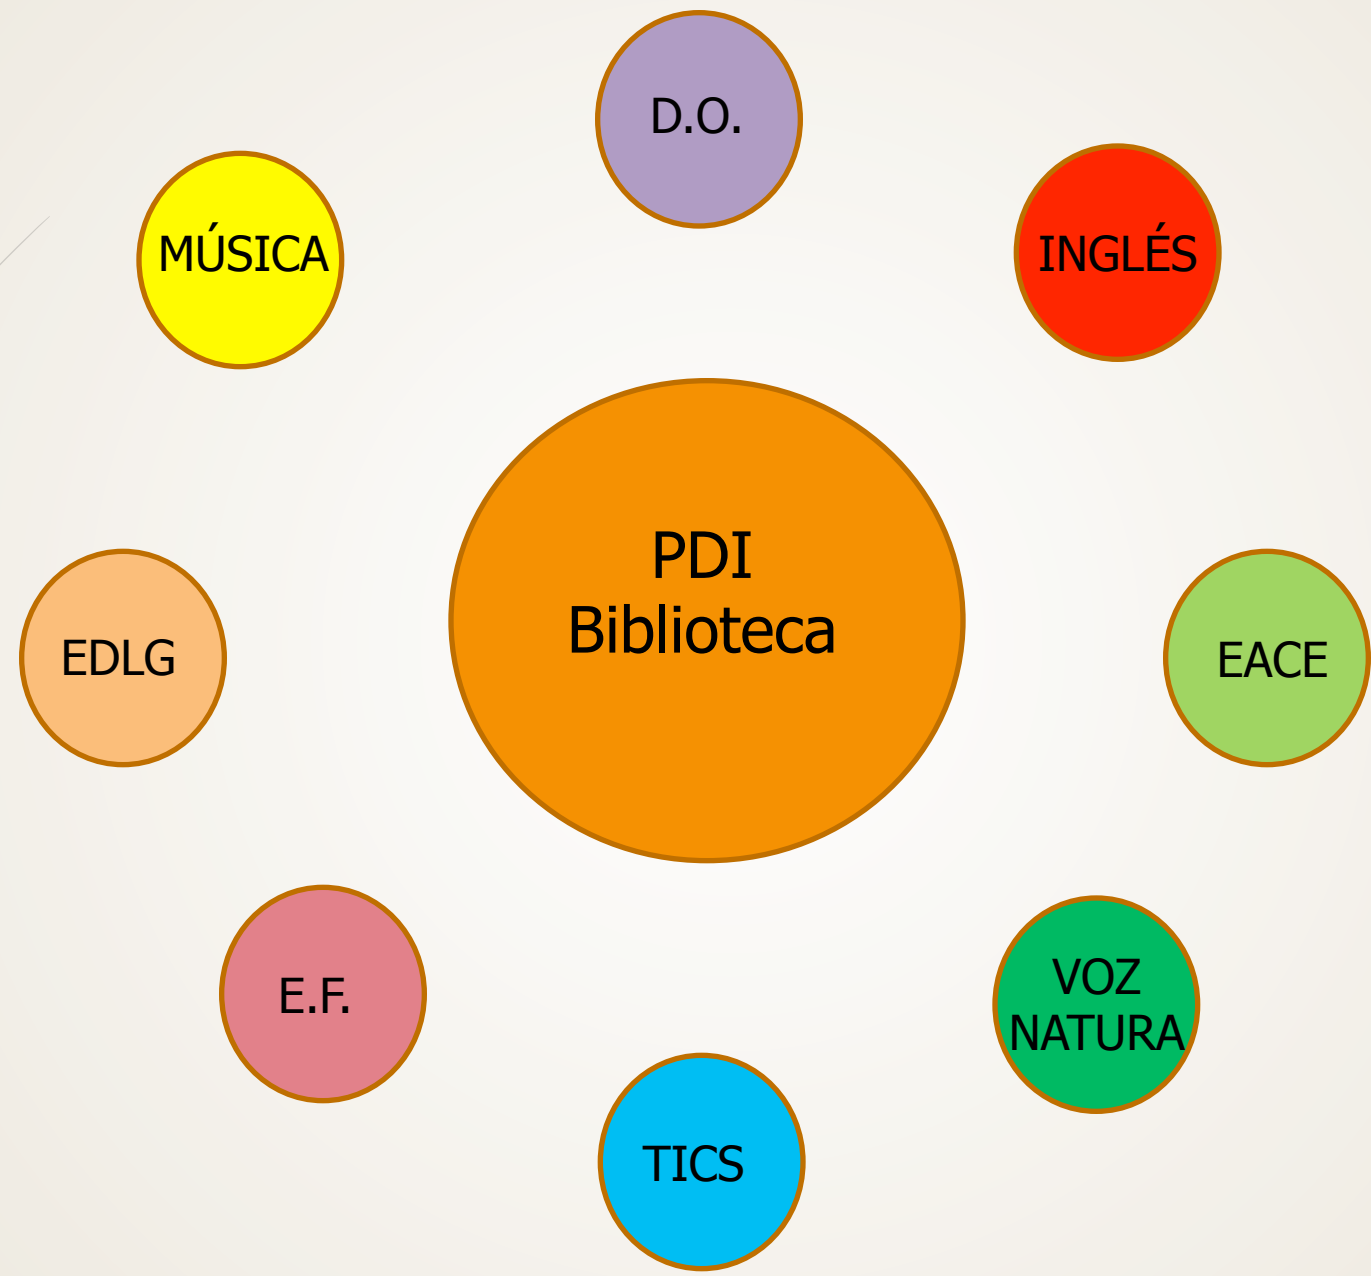 D.O.
MÚSICA
INGLÉS
PDI
Biblioteca
EDLG
EACE
E.F.
VOZ
NATURA
TICS